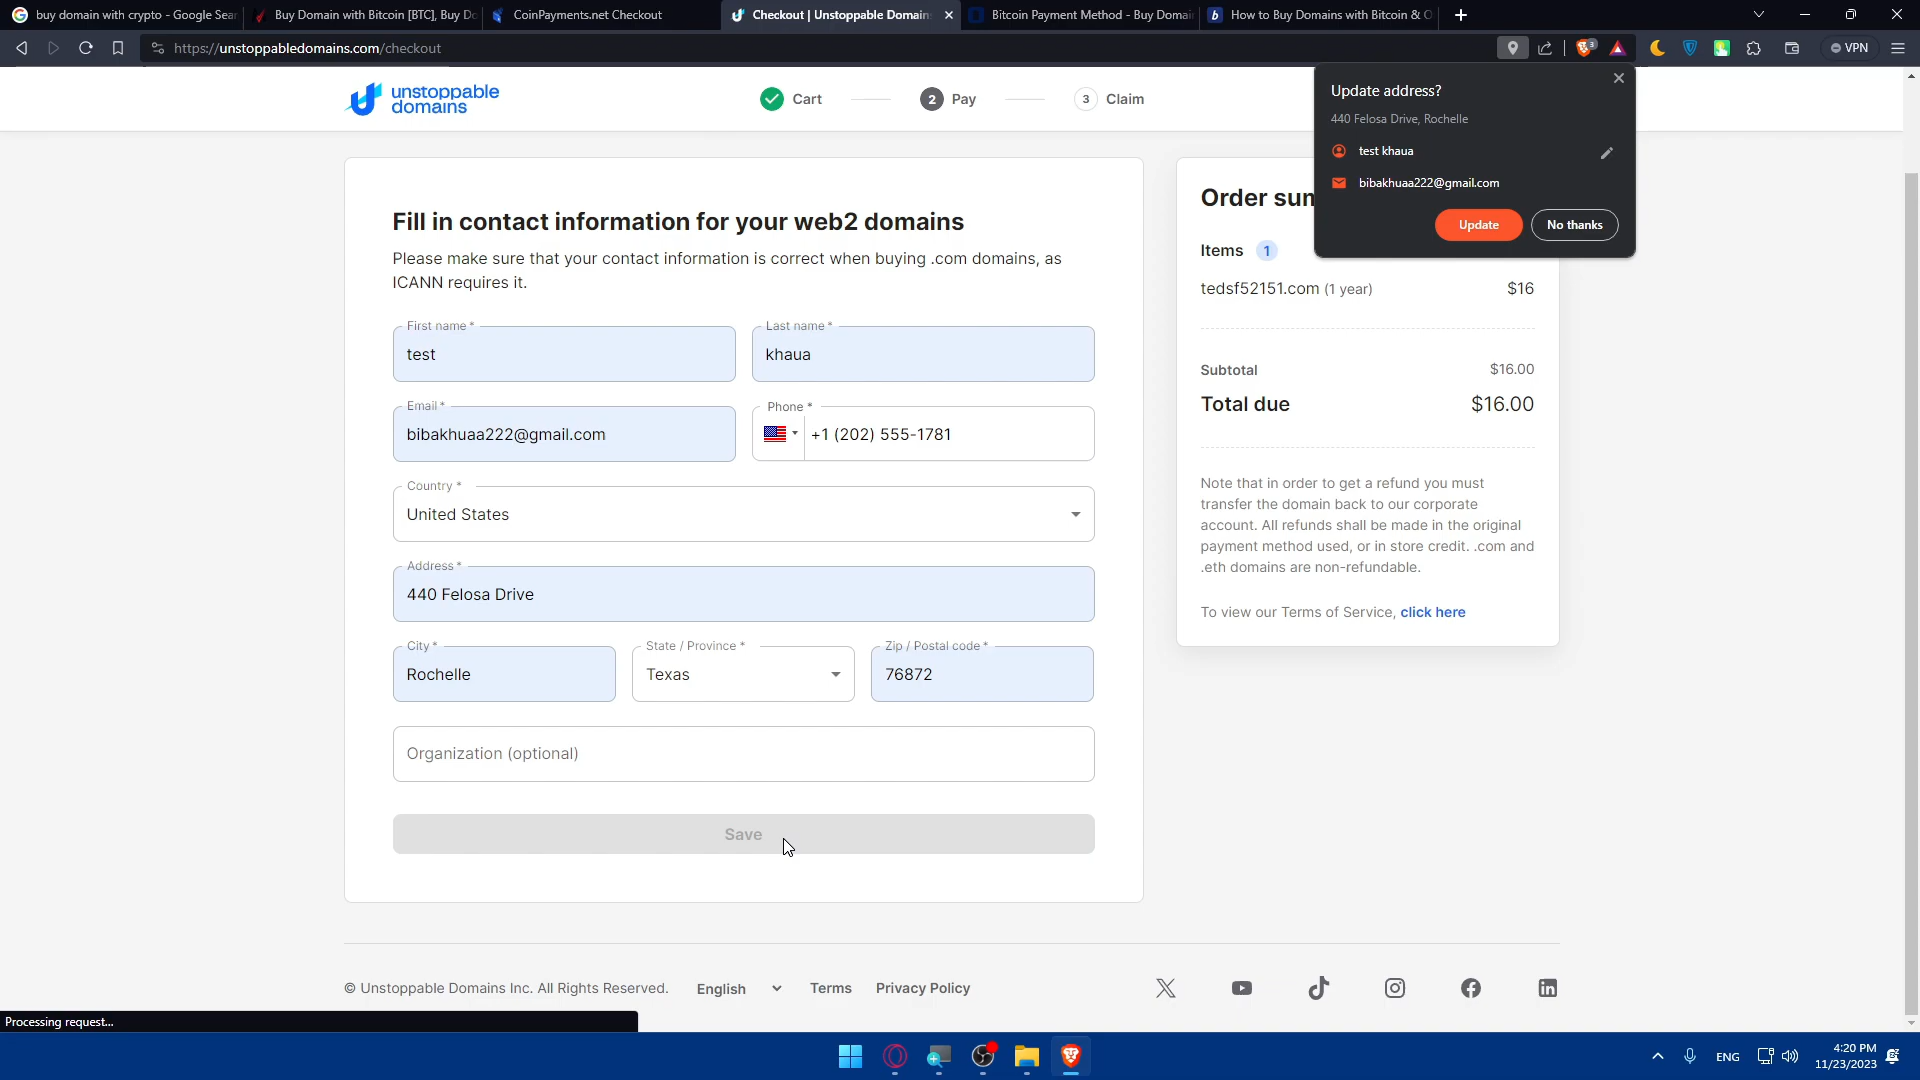 buy domain with crypto - Google Sear
Buy Domain with Bitcoin [BTC], Buy Do
CoinPayments.net Checkout
Checkout | Unstoppable Domain
Bitcoin Payment Method - Buy Domai
How to Buy Domains with Bitcoin & O
https://unstoppabledomains.com/checkout
VPN
unstoppable
domains
Cart
2 Pay
3 Claim
Update address?
440 Felosa Drive, Rochelle
test khaua
bibakhuaa222@gmail.com
Update
No thanks
Fill in contact information for your web2 domains
Please make sure that your contact information is correct when buying .com domains, as
ICANN requires it.
First name *
test
Last name *
khaua
Email *
bibakhuaa222@gmail.com
Phone *
+1 (202) 555-1781
Country *
United States
Address *
440 Felosa Drive
City *
Rochelle
State / Province *
Texas
Zip / Postal code *
76872
Organization (optional)
Save
Order sum
Items 1
tedsf52151.com (1 year) $16
Subtotal $16.00
Total due $16.00
Note that in order to get a refund you must
transfer the domain back to our corporate
account. All refunds shall be made in the original
payment method used, or in store credit. .com and
.eth domains are non-refundable.
To view our Terms of Service, click here
© Unstoppable Domains Inc. All Rights Reserved.
English
Terms
Privacy Policy
Processing request...
ENG
4:20 PM
11/23/2023